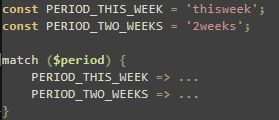 const PERIOD_THIS_WEEK = 'thisweek';
const PERIOD_TWO_WEEKS = '2weeks';
match ($period) {
PERIOD_THIS_WEEK => ...
PERIOD_TWO_WEEKS => ...
}